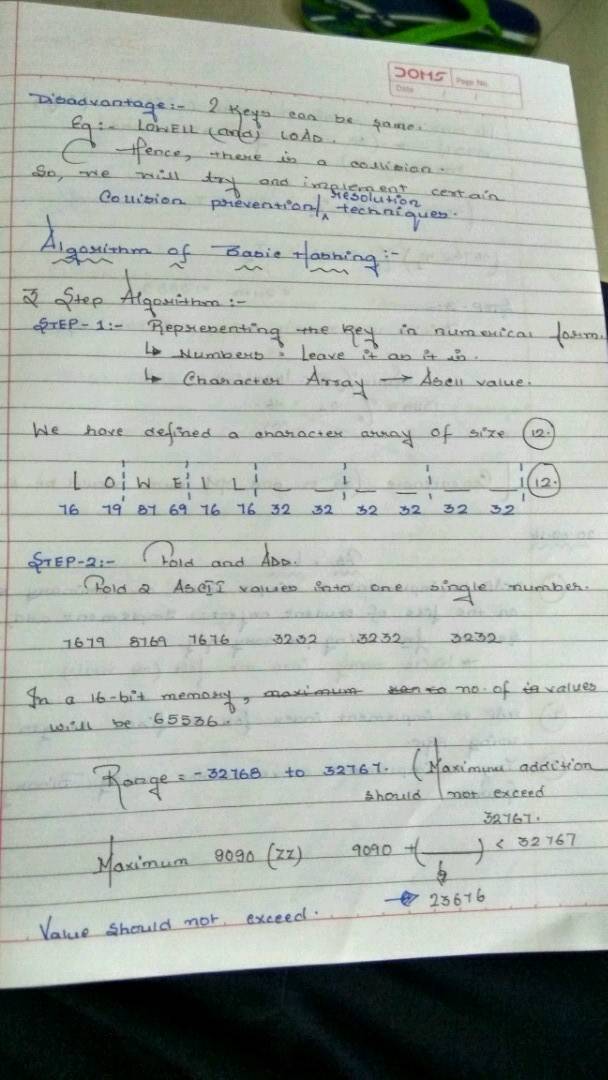 DOMS Page No.
Date / /
Disadvantage:- 2 Keys can be same.
Eg:- LOWELL (and) LOAD.
Hence, there is a collision.
So, we will try and implement certain
resolution
Collision prevention/^ techniques.
Algorithm of Basic Hashing:-
3 Step Algorithm:-
STEP-1:- Representing the key in numerical form.
↳ Numbers = Leave it as it is.
↳ Character Array → Ascii value.
We have defined a character array of size 12.
L O W E L L _ _ _ _ _ _ 12.
76 79 87 69 76 76 32 32 32 32 32 32
STEP-2:- Fold and ADD.
Fold 2 ASCII values into one single number.
7679 8769 7676 3232 3232 3232
In a 16-bit memory, maximum no. of values
will be 65536.
Range = -32768 to 32767. (Maximum addition
should not exceed
32767.
Maximum 9090 (ZZ) 9090 + (____) < 32767
→ 23676
Value should not exceed.